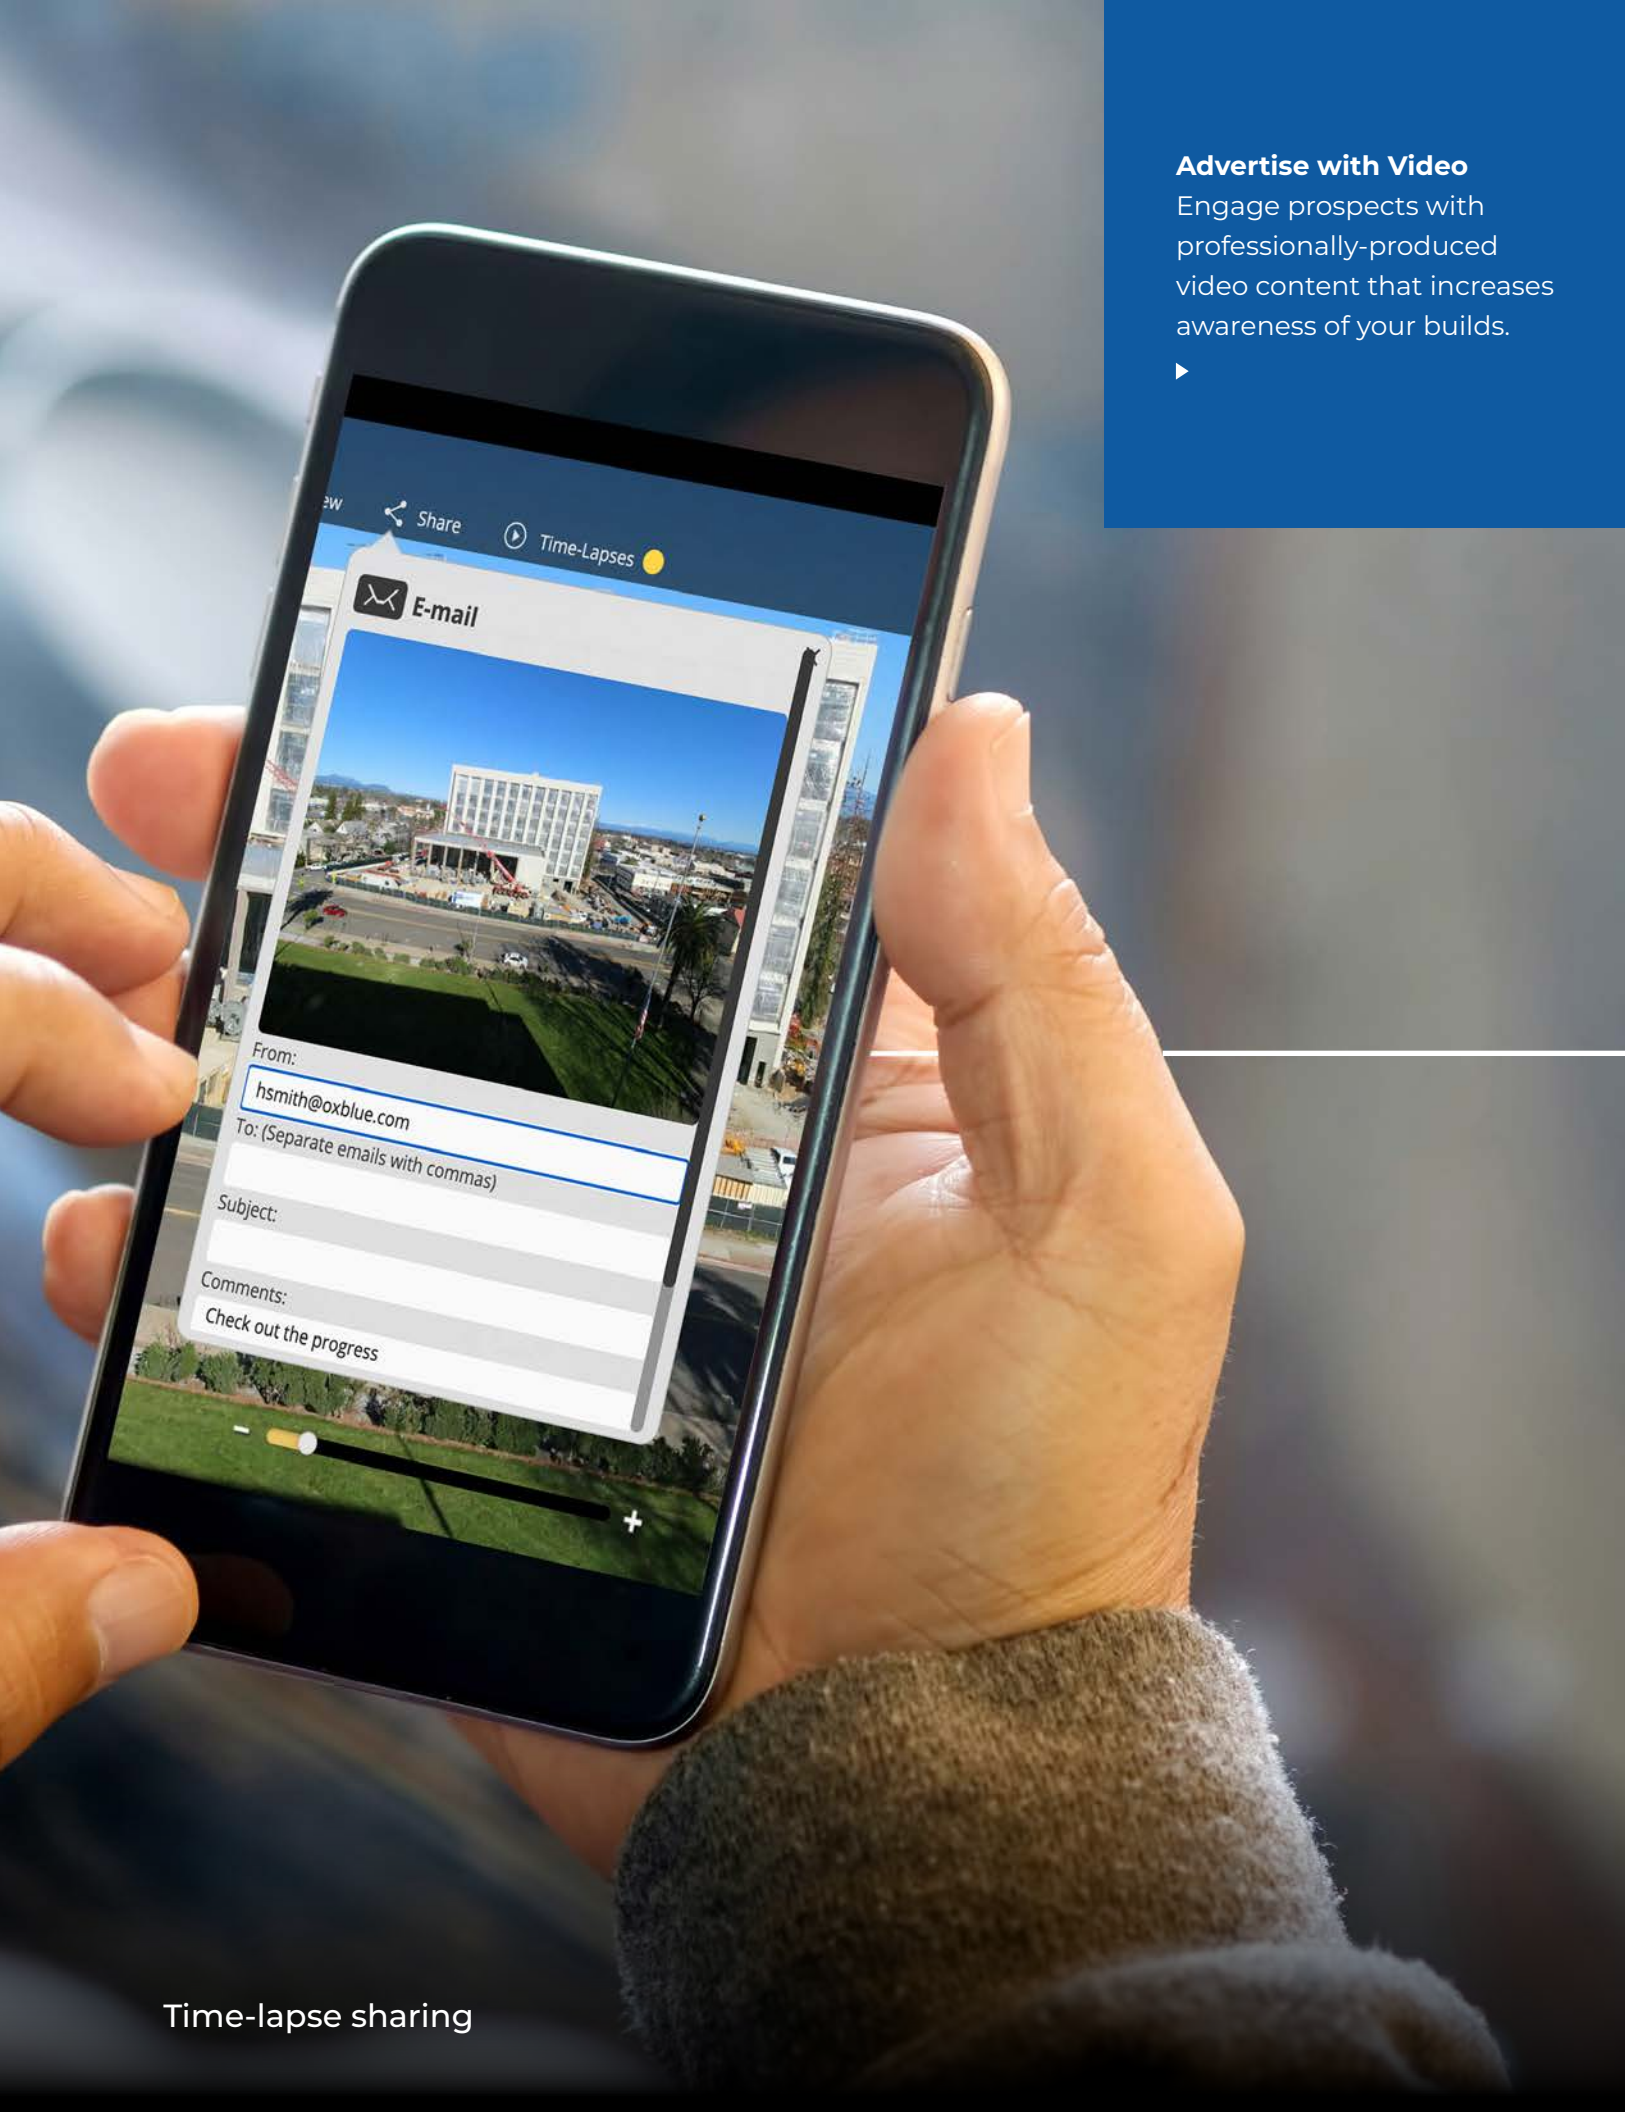 Advertise with Video
Engage prospects with
professionally-produced
video content that increases
awareness of your builds.
ew
Share
Time-Lapses
E-mail
From:
hsmith@oxblue.com
To: (Separate emails with commas)
Subject:
Comments:
Check out the progress
Time-lapse sharing